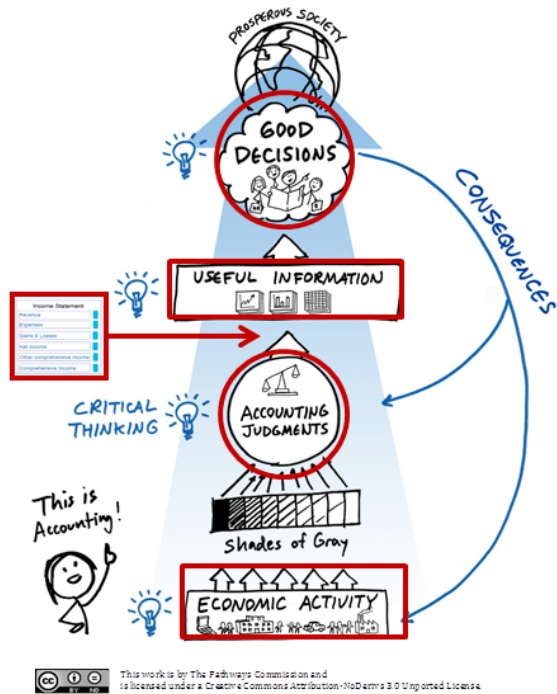 PROSPEROUS SOCIETY
GOOD
DECISIONS
CONSEQUENCES
USEFUL INFORMATION
Income Statement
Revenue
Expenses
Gains & Losses
Net Income
Other comprehensive income
Comprehensive Income
CRITICAL
THINKING
ACCOUNTING
JUDGMENTS
This is
Accounting!
Shades of Gray
ECONOMIC ACTIVITY
cc
BY ND
This work is by The Pathways Commission and
is licensed under a Creative Commons Attribution-NoDerivs 3.0 Unported License.